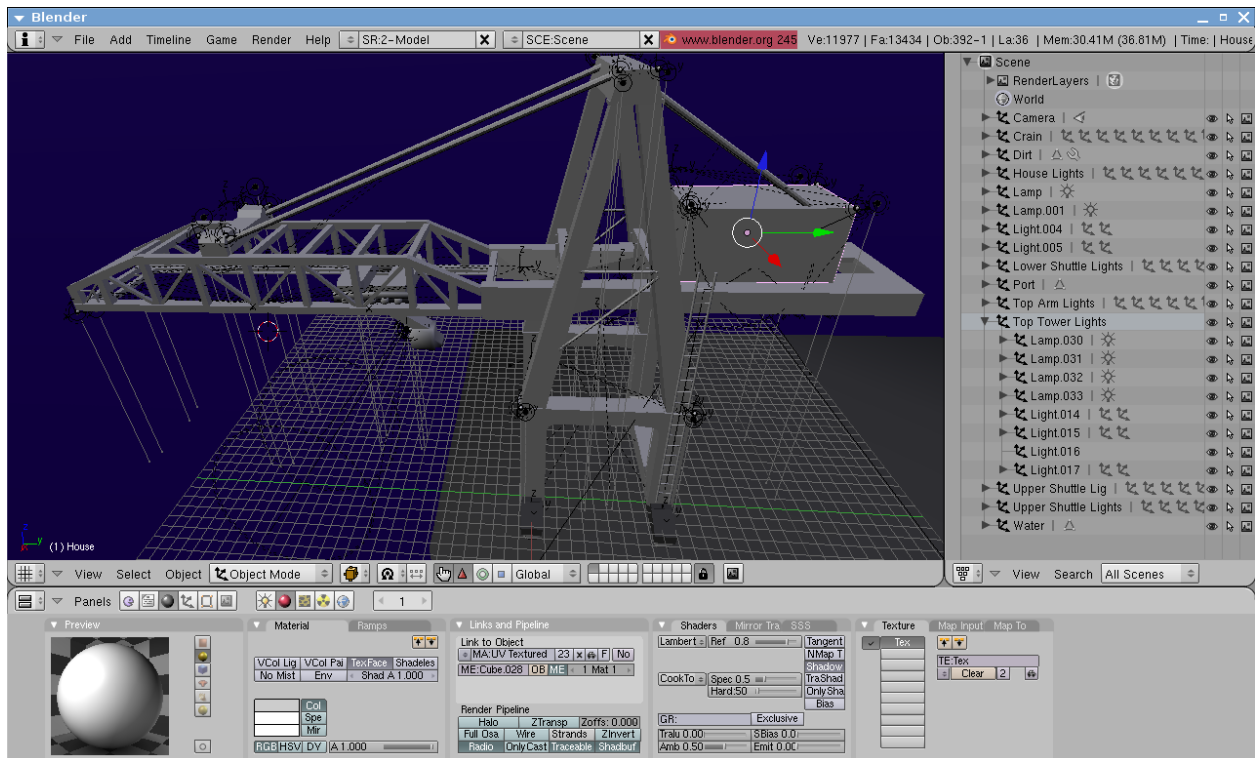 Blender
File Add Timeline Game Render Help SR:2-Model SCE:Scene www.blender.org 245 Ve:11977 | Fa:13434 | Ob:392-1 | La:36 | Mem:30.41M (36.81M) | Time: | House
Scene
RenderLayers
World
Camera
Crain
Dirt
House Lights
Lamp
Lamp.001
Light.004
Light.005
Lower Shuttle Lights
Port
Top Arm Lights
Top Tower Lights
Lamp.030
Lamp.031
Lamp.032
Lamp.033
Light.014
Light.015
Light.016
Light.017
Upper Shuttle Lig
Upper Shuttle Lights
Water
(1) House
View Select Object Object Mode Global
View Search All Scenes
Panels 1
Preview
Material Ramps
VCol Lig VCol Pai TexFace Shadeles
No Mist Env Shad A 1.000
Col
Spe
Mir
RGB HSV DY A 1.000
Links and Pipeline
Link to Object
MA:UV Textured 23 F No
ME:Cube.028 OB ME 1 Mat 1
Render Pipeline
Halo ZTransp Zoffs: 0.000
Full Osa Wire Strands ZInvert
Radio OnlyCast Traceable Shadbuf
Shaders Mirror Tra SSS
Lambert Ref 0.8 Tangent
NMap T
Shadow
CookTo Spec 0.5 TraShad
Hard:50 OnlySha
Bias
GR: Exclusive
Tralu 0.00 SBias 0.0
Amb 0.50 Emit 0.00
Texture Map Input Map To
Tex
TE:Tex
Clear 2